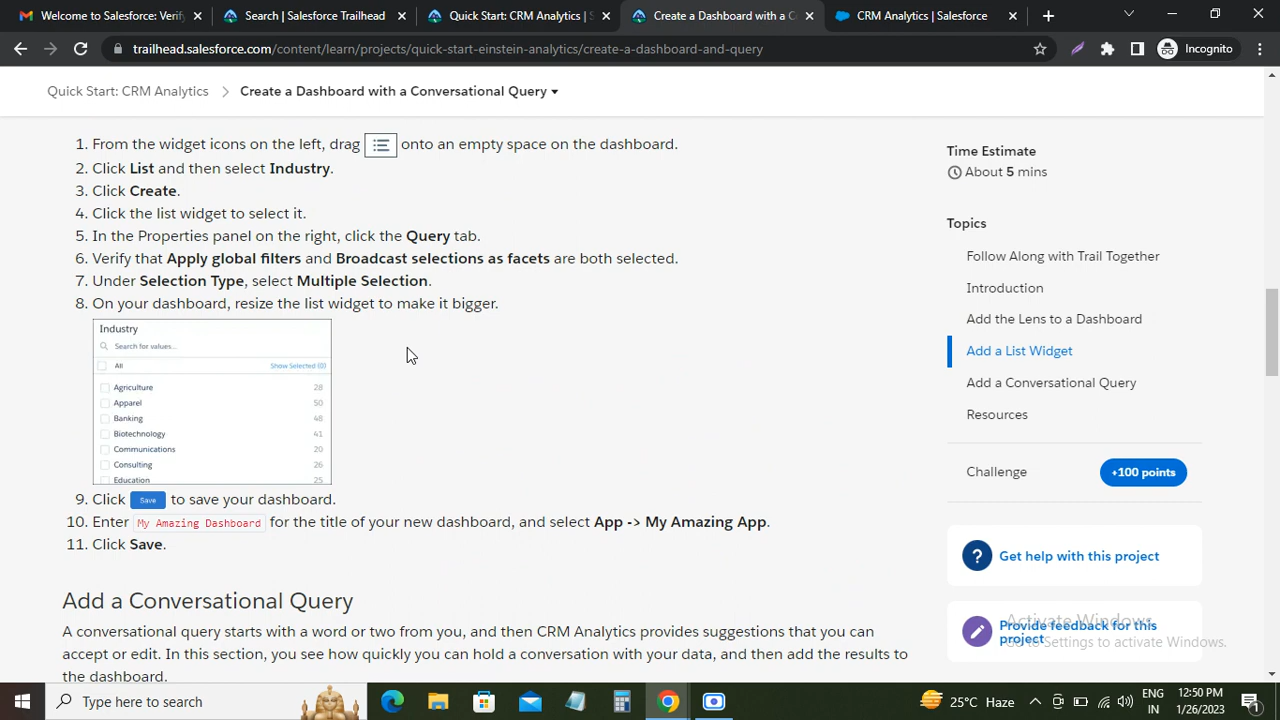 Welcome to Salesforce: Verify
Search | Salesforce Trailhead
Quick Start: CRM Analytics | S
Create a Dashboard with a C
CRM Analytics | Salesforce
trailhead.salesforce.com/content/learn/projects/quick-start-einstein-analytics/create-a-dashboard-and-query
Incognito
Quick Start: CRM Analytics
Create a Dashboard with a Conversational Query
1. From the widget icons on the left, drag onto an empty space on the dashboard.
2. Click List and then select Industry.
3. Click Create.
4. Click the list widget to select it.
5. In the Properties panel on the right, click the Query tab.
6. Verify that Apply global filters and Broadcast selections as facets are both selected.
7. Under Selection Type, select Multiple Selection.
8. On your dashboard, resize the list widget to make it bigger.
Industry
Search for values...
All Show Selected (0)
Agriculture 28
Apparel 50
Banking 48
Biotechnology 41
Communications 20
Consulting 26
Education 25
9. Click Save to save your dashboard.
10. Enter My Amazing Dashboard for the title of your new dashboard, and select App -> My Amazing App.
11. Click Save.
Add a Conversational Query
A conversational query starts with a word or two from you, and then CRM Analytics provides suggestions that you can
accept or edit. In this section, you see how quickly you can hold a conversation with your data, and then add the results to
the dashboard.
Time Estimate
About 5 mins
Topics
Follow Along with Trail Together
Introduction
Add the Lens to a Dashboard
Add a List Widget
Add a Conversational Query
Resources
Challenge +100 points
? Get help with this project
Provide feedback for this
project
Activate Windows
Go to Settings to activate Windows.
Type here to search
25°C Haze
ENG
IN
12:50 PM
1/26/2023
1